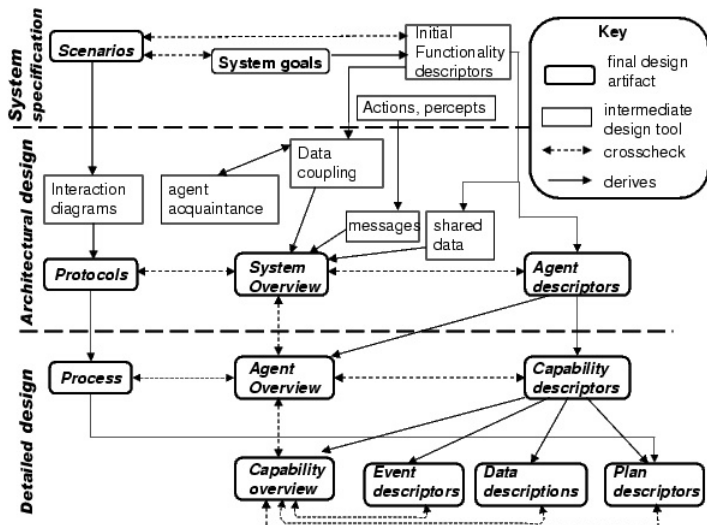 System
specification
Scenarios
System goals
Initial
Functionality
descriptors
Actions, percepts
Key
final design
artifact
intermediate
design tool
crosscheck
derives
Architectural design
Interaction
diagrams
agent
acquaintance
Data
coupling
messages
shared
data
Protocols
System
Overview
Agent
descriptors
Detailed design
Process
Agent
Overview
Capability
descriptors
Capability
overview
Event
descriptors
Data
descriptions
Plan
descriptors